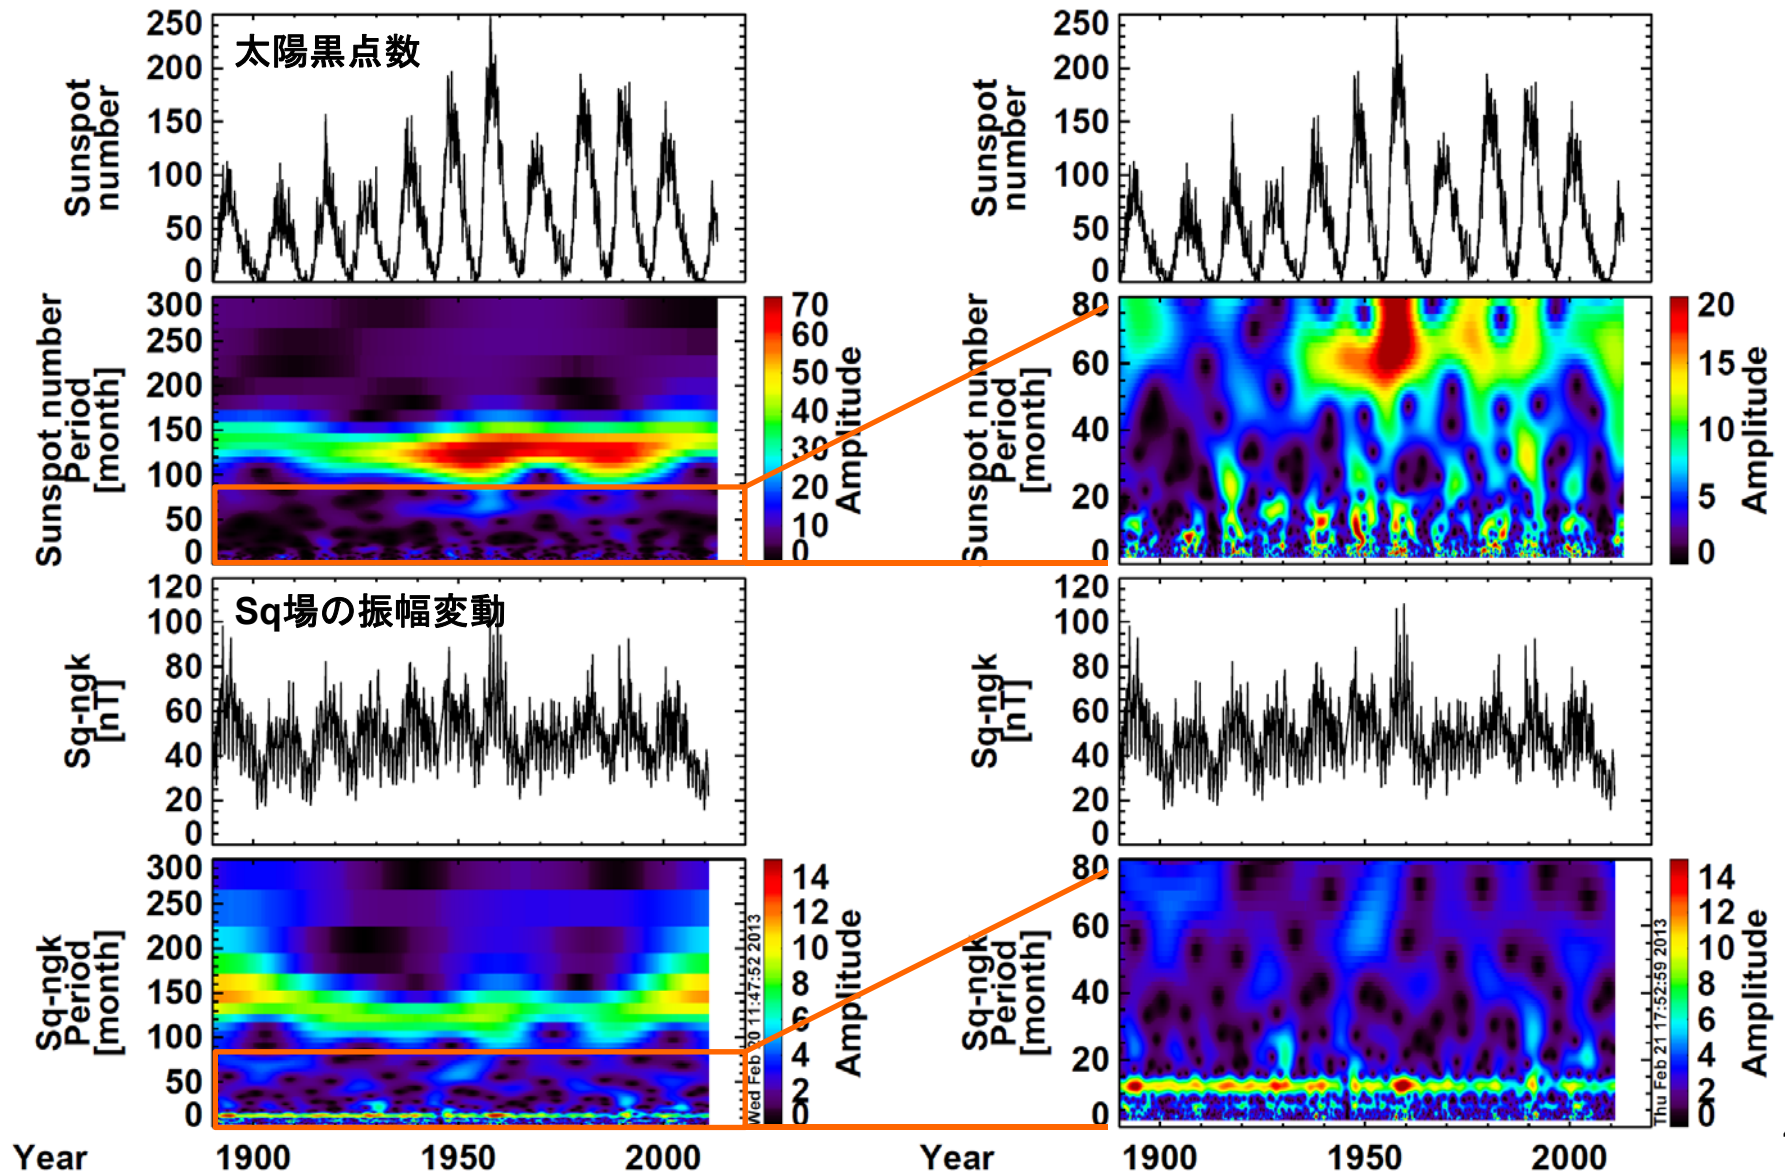 250
200
150
100
50
0
Sunspot
number
太陽黒点数
250
200
150
100
50
0
Sunspot
number
300
250
200
150
100
50
0
Sunspot number
Period
[month]
70
60
50
40
30
20
10
0
Amplitude
80
60
40
20
0
Sunspot number
Period
[month]
20
15
10
5
0
Amplitude
120
100
80
60
40
20
0
Sq-ngk
[nT]
Sq場の振幅変動
120
100
80
60
40
20
0
Sq-ngk
[nT]
300
250
200
150
100
50
0
Sq-ngk
Period
[month]
14
12
10
8
6
4
2
0
Amplitude
Wed Feb 20 11:47:52 2013
80
60
40
20
0
Sq-ngk
Period
[month]
14
12
10
8
6
4
2
0
Amplitude
Thu Feb 21 17:52:59 2013
Year
1900
1950
2000
Year
1900
1950
2000